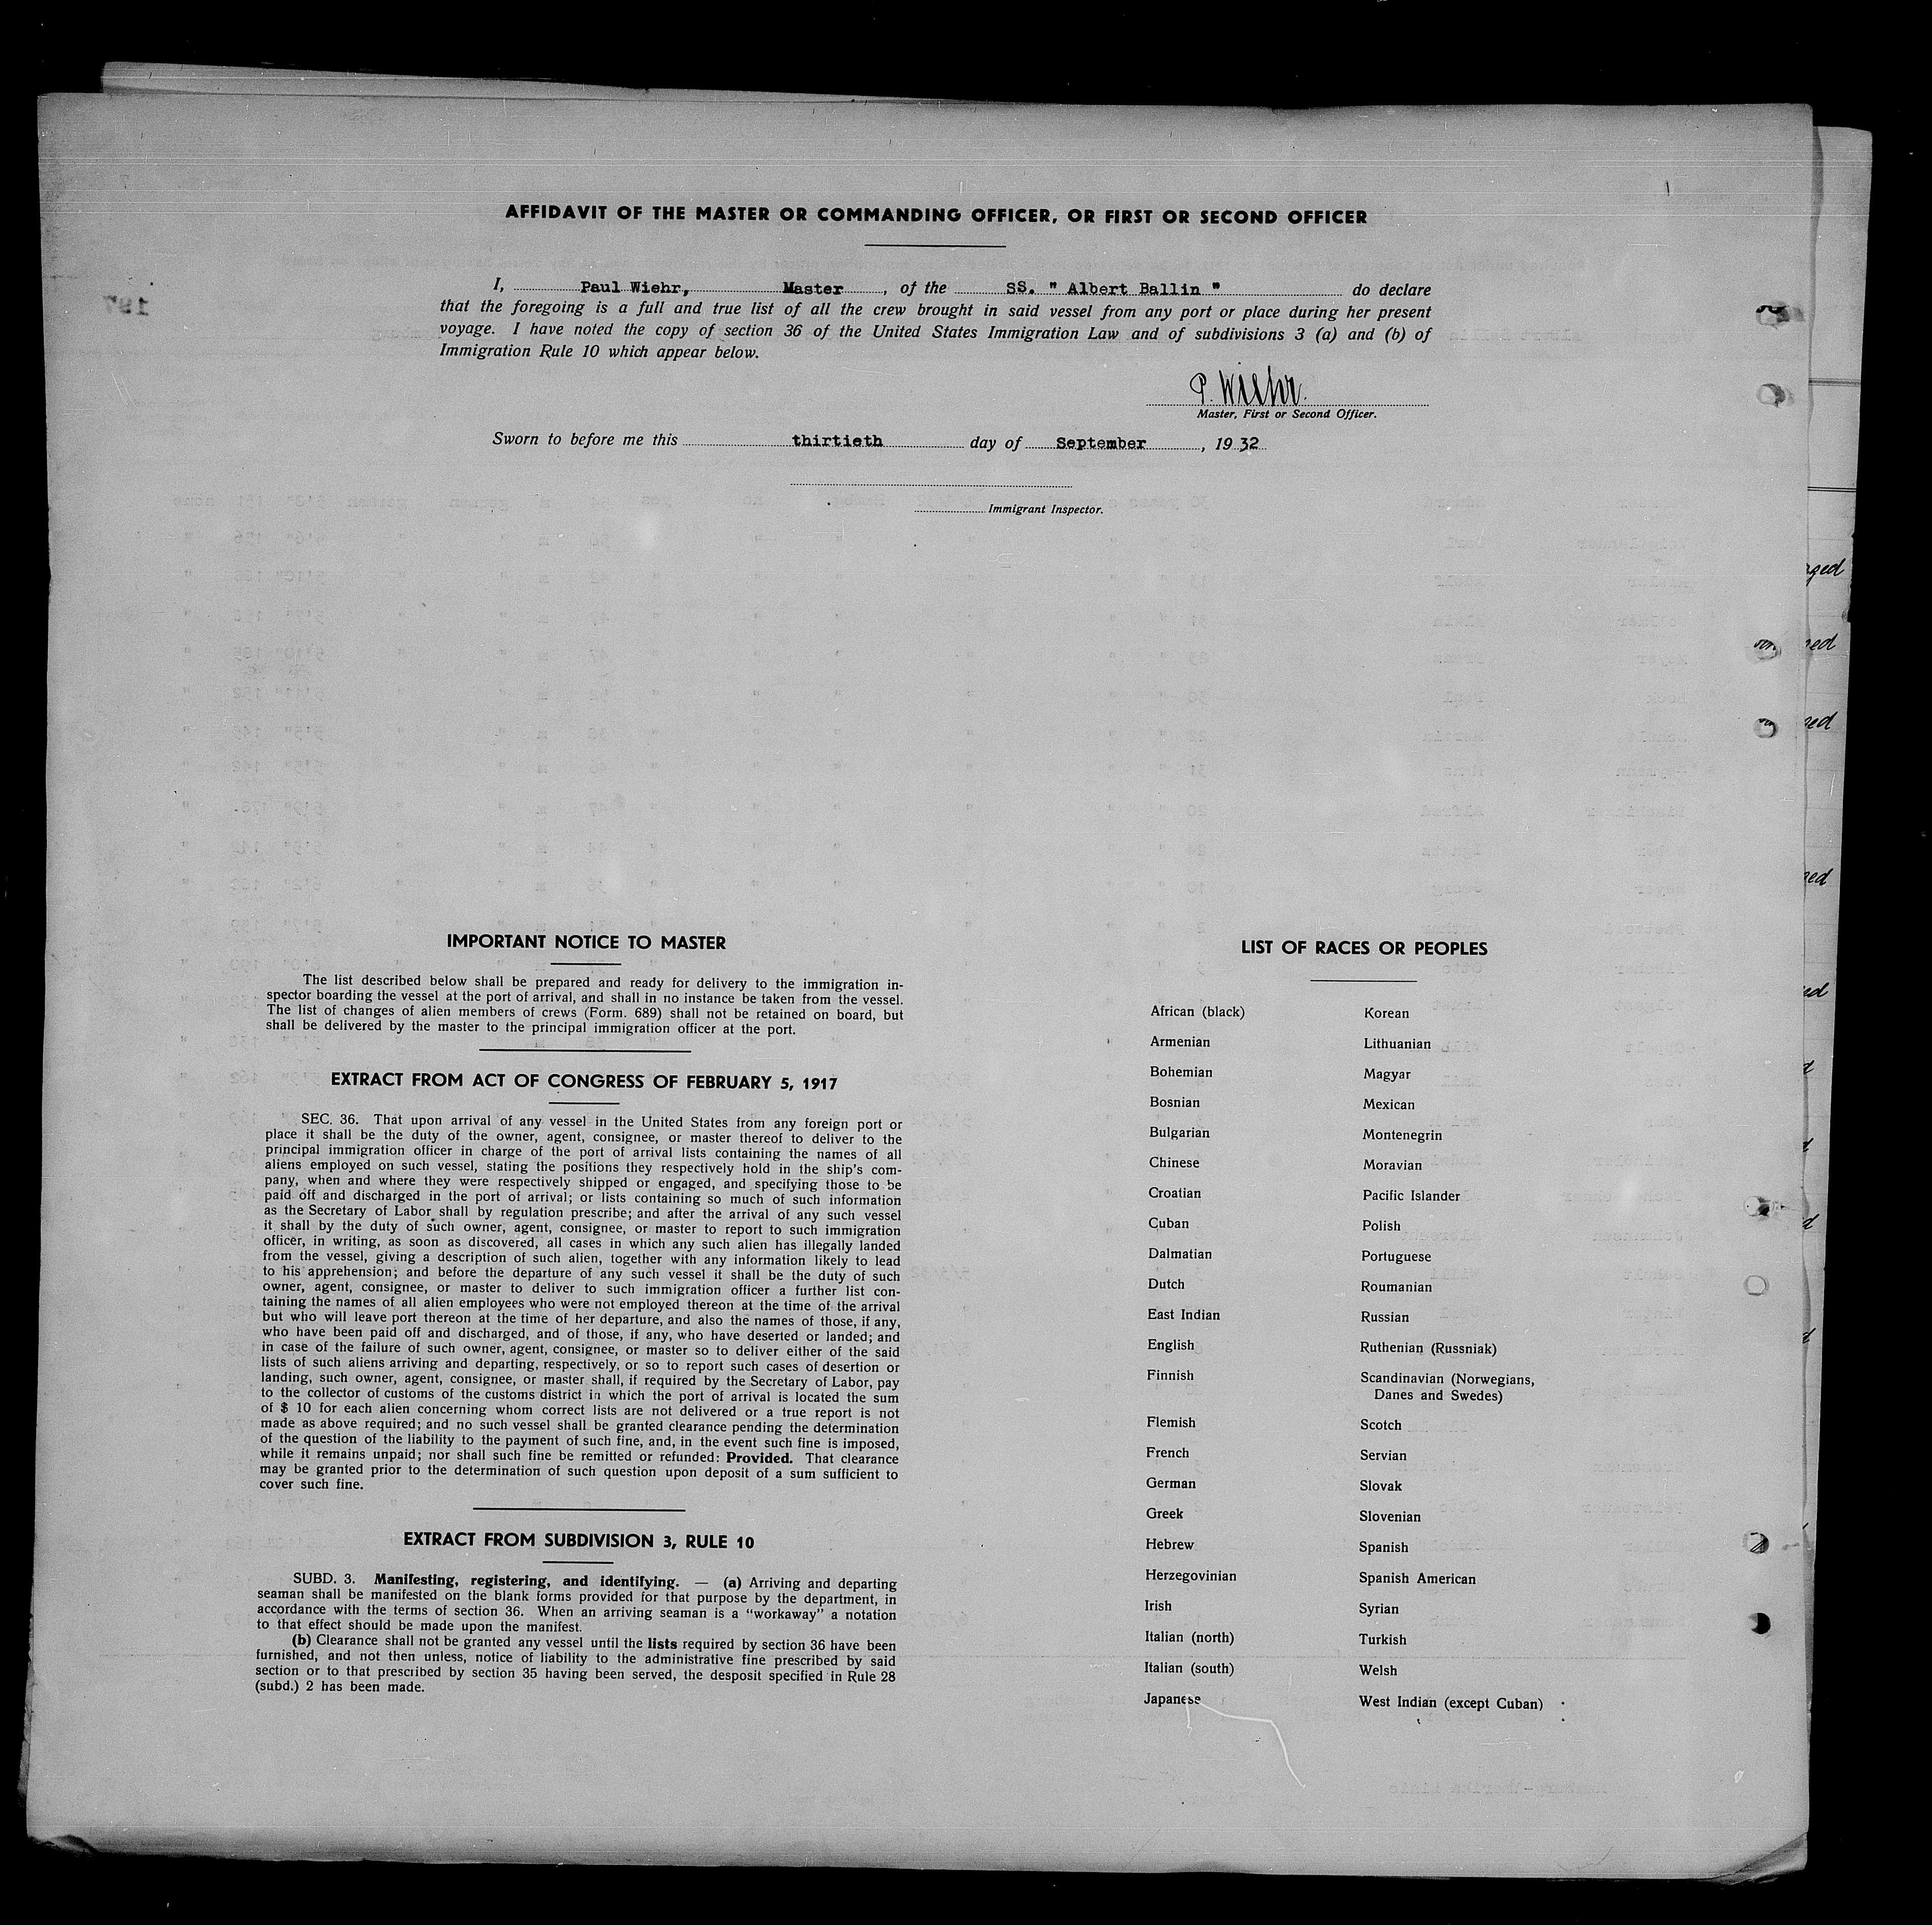 AFFIDAVIT OF THE MASTER OR COMMANDING OFFICER, OR FIRST OR SECOND OFFICER
I, Paul Wiehr, Master, of the SS. " Albert Ballin " do declare
that the foregoing is a full and true list of all the crew brought in said vessel from any port or place during her present
voyage. I have noted the copy of section 36 of the United States Immigration Law and of subdivisions 3 (a) and (b) of
Immigration Rule 10 which appear below.
P. Wiehr.
Master, First or Second Officer.
Sworn to before me this thirtieth day of September, 1932
Immigrant Inspector.
IMPORTANT NOTICE TO MASTER
The list described below shall be prepared and ready for delivery to the immigration in-
spector boarding the vessel at the port of arrival, and shall in no instance be taken from the vessel.
The list of changes of alien members of crews (Form. 689) shall not be retained on board, but
shall be delivered by the master to the principal immigration officer at the port.
EXTRACT FROM ACT OF CONGRESS OF FEBRUARY 5, 1917
SEC. 36. That upon arrival of any vessel in the United States from any foreign port or
place it shall be the duty of the owner, agent, consignee, or master thereof to deliver to the
principal immigration officer in charge of the port of arrival lists containing the names of all
aliens employed on such vessel, stating the positions they respectively hold in the ship's com-
pany, when and where they were respectively shipped or engaged, and specifying those to be
paid off and discharged in the port of arrival; or lists containing so much of such information
as the Secretary of Labor shall by regulation prescribe; and after the arrival of any such vessel
it shall by the duty of such owner, agent, consignee, or master to report to such immigration
officer, in writing, as soon as discovered, all cases in which any such alien has illegally landed
from the vessel, giving a description of such alien, together with any information likely to lead
to his apprehension; and before the departure of any such vessel it shall be the duty of such
owner, agent, consignee, or master to deliver to such immigration officer a further list con-
taining the names of all alien employees who were not employed thereon at the time of the arrival
but who will leave port thereon at the time of her departure, and also the names of those, if any,
who have been paid off and discharged, and of those, if any, who have deserted or landed; and
in case of the failure of such owner, agent, consignee, or master so to deliver either of the said
lists of such aliens arriving and departing, respectively, or so to report such cases of desertion or
landing, such owner, agent, consignee, or master shall, if required by the Secretary of Labor, pay
to the collector of customs of the customs district in which the port of arrival is located the sum
of $ 10 for each alien concerning whom correct lists are not delivered or a true report is not
made as above required; and no such vessel shall be granted clearance pending the determination
of the question of the liability to the payment of such fine, and, in the event such fine is imposed,
while it remains unpaid; nor shall such fine be remitted or refunded: Provided. That clearance
may be granted prior to the determination of such question upon deposit of a sum sufficient to
cover such fine.
EXTRACT FROM SUBDIVISION 3, RULE 10
SUBD. 3. Manifesting, registering, and identifying. — (a) Arriving and departing
seaman shall be manifested on the blank forms provided for that purpose by the department, in
accordance with the terms of section 36. When an arriving seaman is a “workaway” a notation
to that effect should be made upon the manifest.
(b) Clearance shall not be granted any vessel until the lists required by section 36 have been
furnished, and not then unless, notice of liability to the administrative fine prescribed by said
section or to that prescribed by section 35 having been served, the desposit specified in Rule 28
(subd.) 2 has been made.
LIST OF RACES OR PEOPLES
African (black)
Armenian
Bohemian
Bosnian
Bulgarian
Chinese
Croatian
Cuban
Dalmatian
Dutch
East Indian
English
Finnish
Flemish
French
German
Greek
Hebrew
Herzegovinian
Irish
Italian (north)
Italian (south)
Japanese
Korean
Lithuanian
Magyar
Mexican
Montenegrin
Moravian
Pacific Islander
Polish
Portuguese
Roumanian
Russian
Ruthenian (Russniak)
Scandinavian (Norwegians,
Danes and Swedes)
Scotch
Servian
Slovak
Slovenian
Spanish
Spanish American
Syrian
Turkish
Welsh
West Indian (except Cuban)